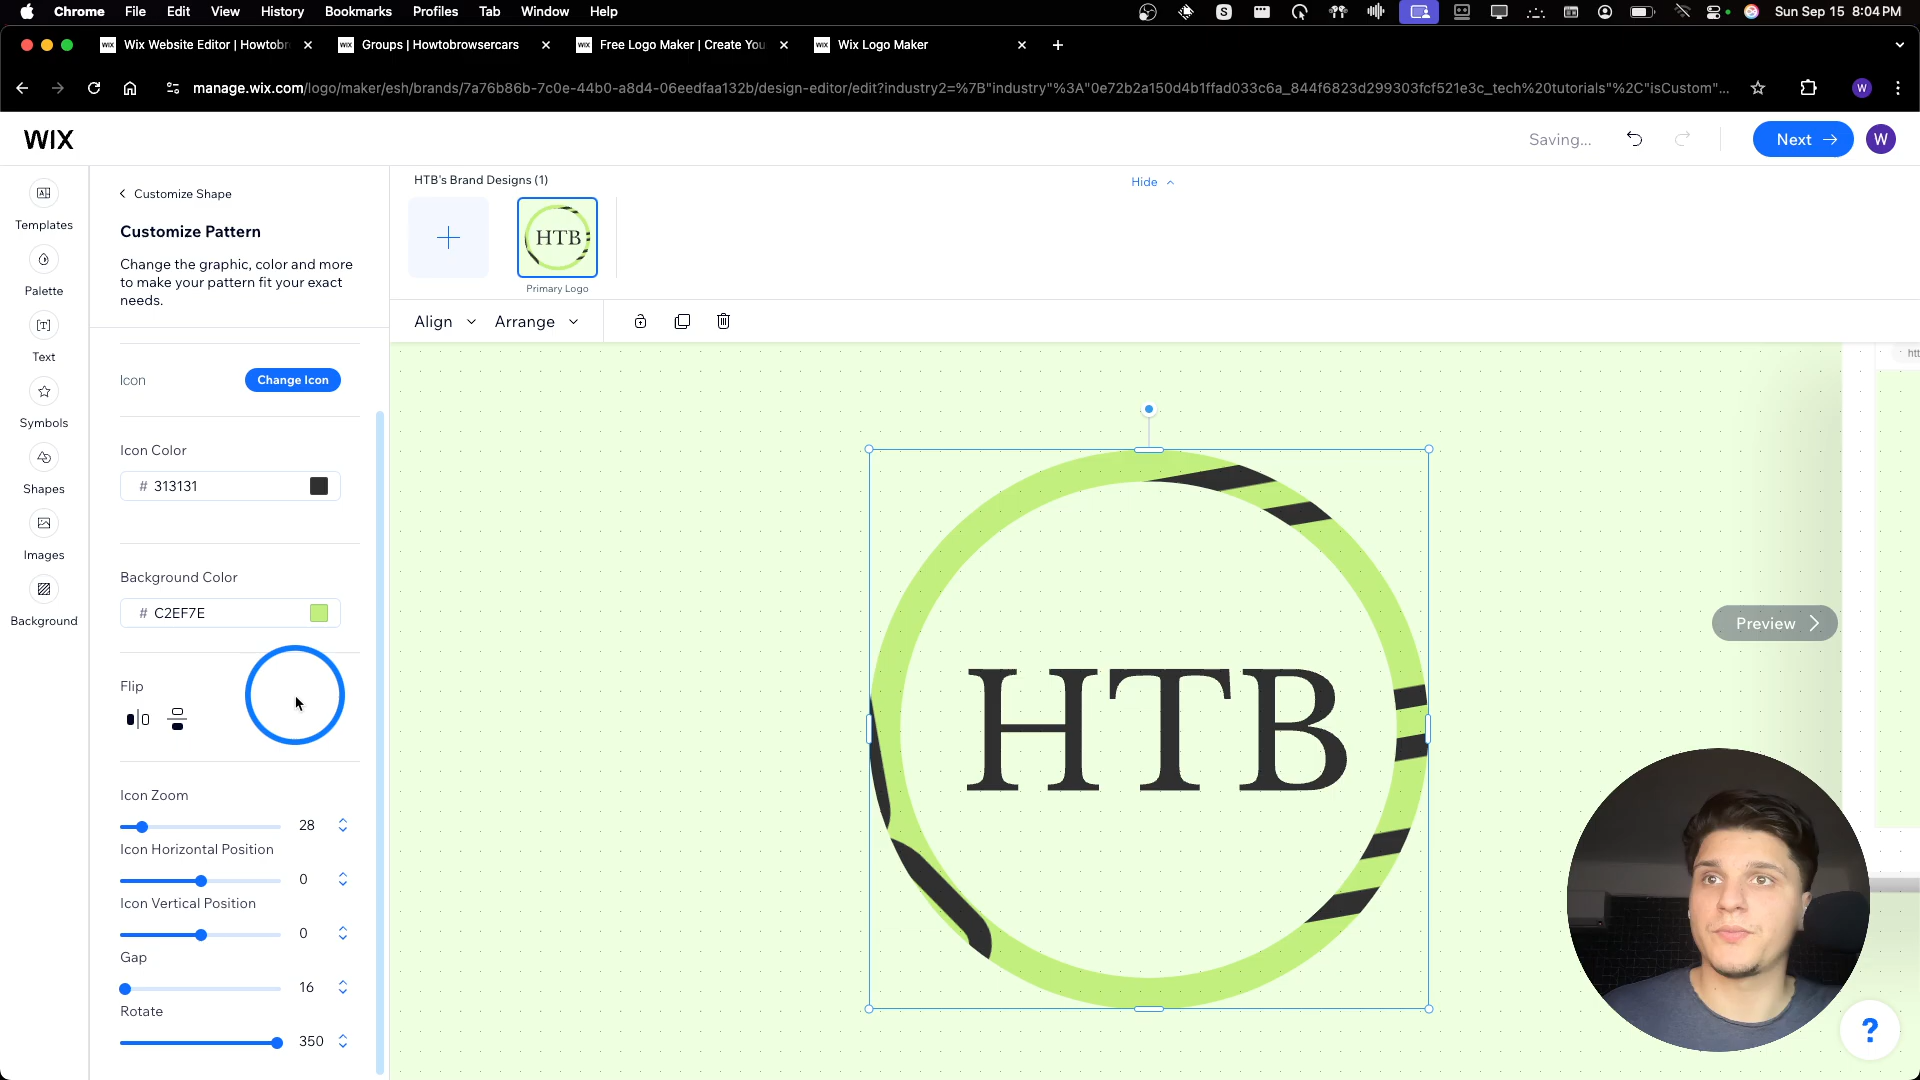 Chrome File Edit View History Bookmarks Profiles Tab Window Help
S
Sun Sep 15 8:04 PM
WIX Wix Website Editor | Howtobr
WIX Groups | Howtobrowsercars
WIX Free Logo Maker | Create You
WIX Wix Logo Maker
manage.wix.com/logo/maker/esh/brands/7a76b86b-7c0e-44b0-a8d4-06eedfaa132b/design-editor/edit?industry2=%7B"industry"%3A"0e72b2a150d4b1ffad033c6a_844f6823d299303fcf521e3c_tech%20tutorials"%2C"isCustom"...
W
WIX
Saving...
Next
W
Templates
Palette
Text
Symbols
Shapes
Images
Background
Customize Shape
Customize Pattern
Change the graphic, color and more
to make your pattern fit your exact
needs.
Icon
Change Icon
Icon Color
# 313131
Background Color
# C2EF7E
Flip
Icon Zoom
28
Icon Horizontal Position
0
Icon Vertical Position
0
Gap
16
Rotate
350
HTB's Brand Designs (1)
Hide
HTB
Primary Logo
Align
Arrange
htt
HTB
Preview
?